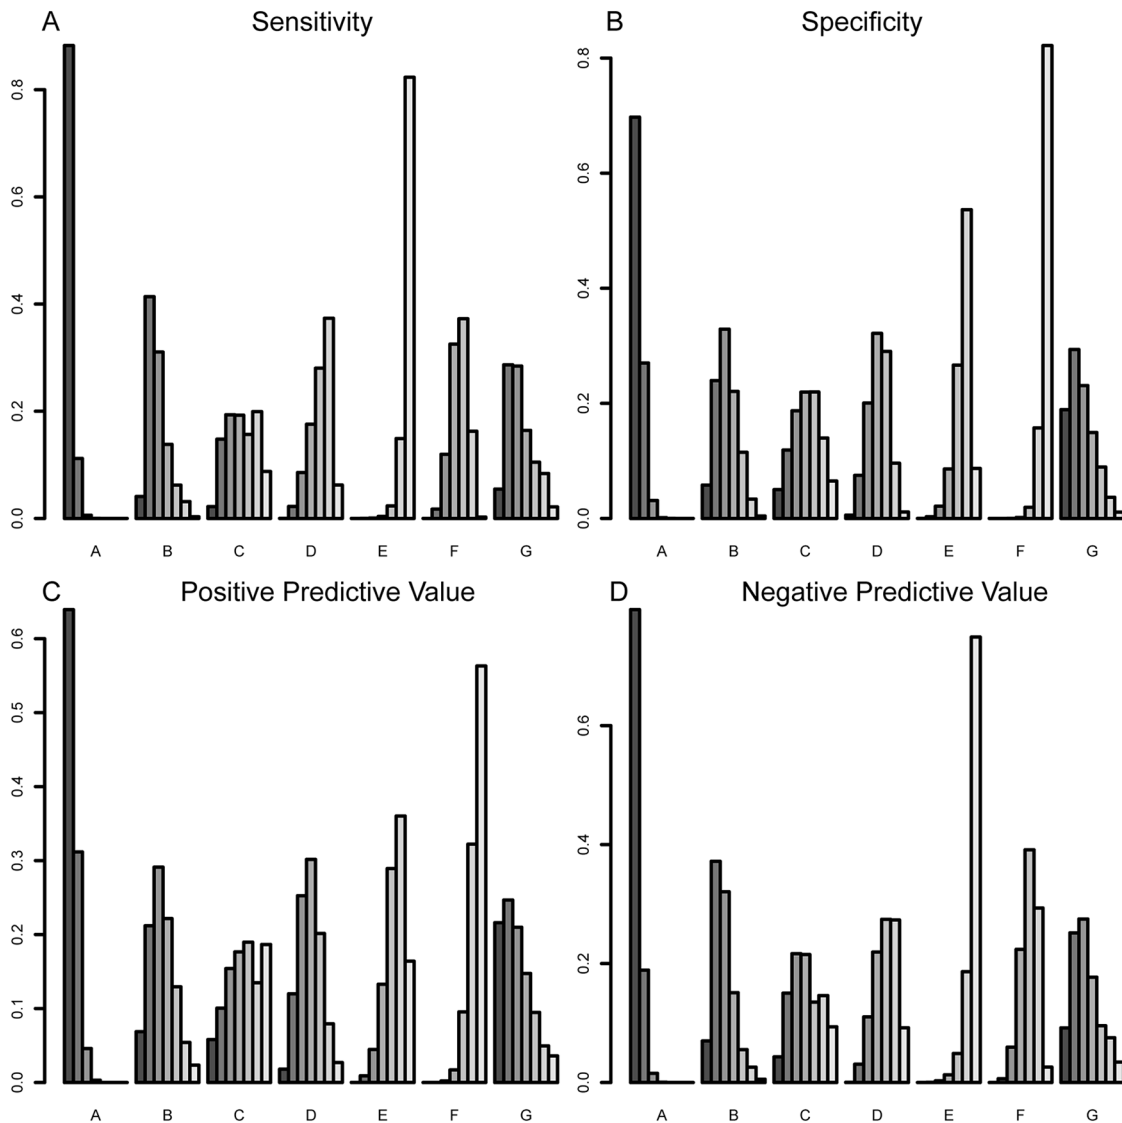 A Sensitivity
0.0 0.2 0.4 0.6 0.8
A B C D E F G
B Specificity
0.0 0.2 0.4 0.6 0.8
A B C D E F G
C Positive Predictive Value
0.0 0.1 0.2 0.3 0.4 0.5 0.6
A B C D E F G
D Negative Predictive Value
0.0 0.2 0.4 0.6
A B C D E F G